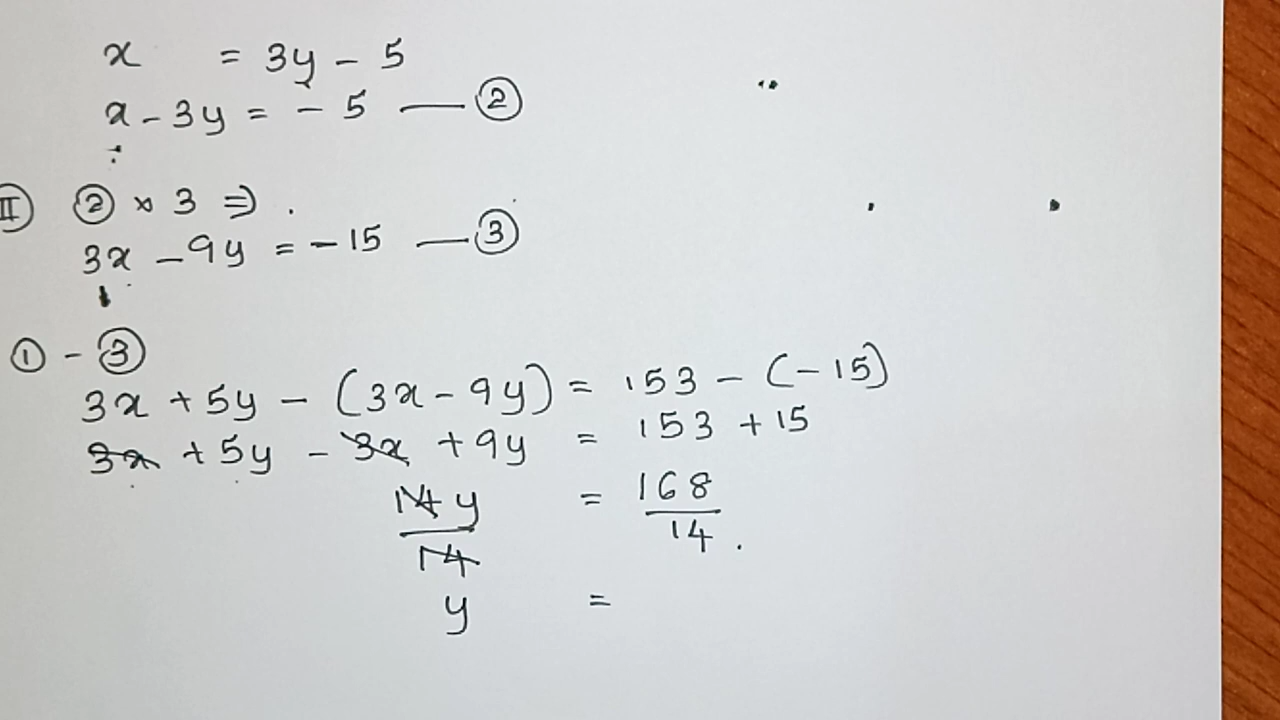 x = 3y - 5
x - 3y = - 5 — ②
Ⅱ ② × 3 ⇒ .
3x - 9y = - 15 — ③
① - ③
3x + 5y - (3x - 9y) = 153 - (- 15)
3x + 5y - 3x + 9y = 153 + 15
14y/14 = 168/14 .
y =